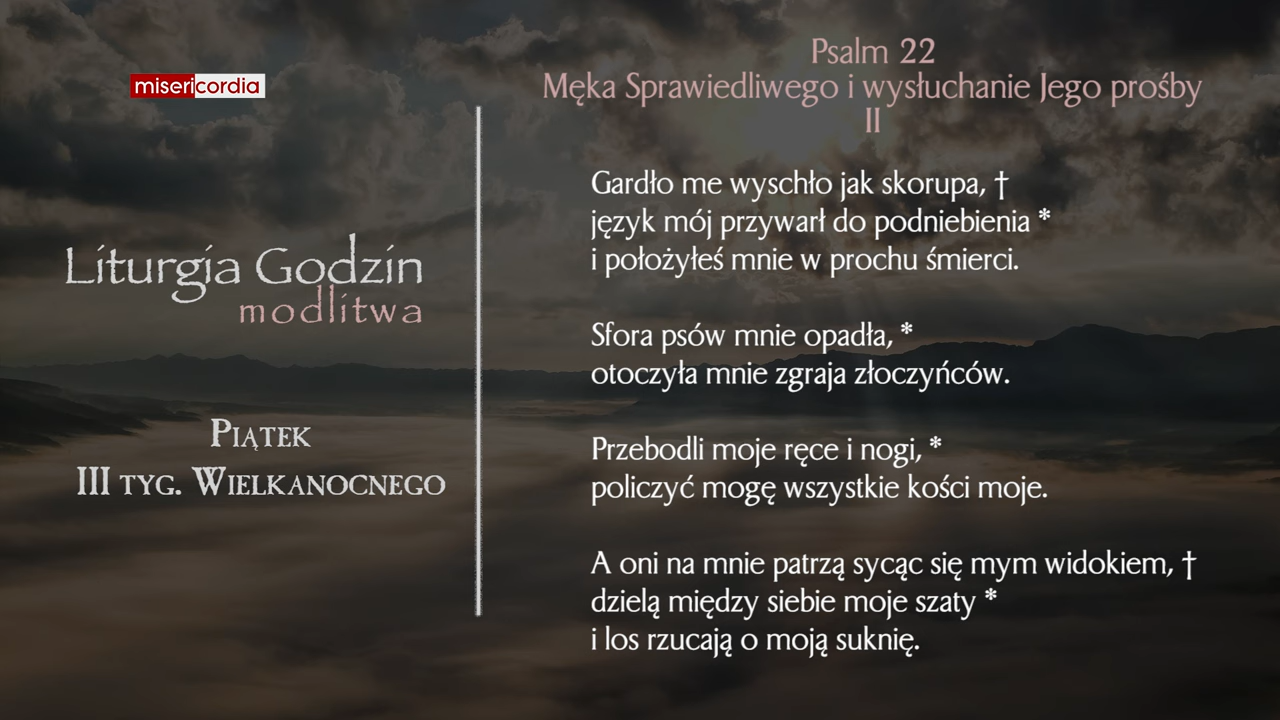 misericordia
Liturgia Godzin
modlitwa
Piątek
III tyg. Wielkanocnego
Psalm 22
Męka Sprawiedliwego i wysłuchanie Jego prośby
II
Gardło me wyschło jak skorupa, †
język mój przywarł do podniebienia *
i położyłeś mnie w prochu śmierci.
Sfora psów mnie opadła, *
otoczyła mnie zgraja złoczyńców.
Przebodli moje ręce i nogi, *
policzyć mogę wszystkie kości moje.
A oni na mnie patrzą sycąc się mym widokiem, †
dzielą między siebie moje szaty *
i los rzucają o moją suknię.